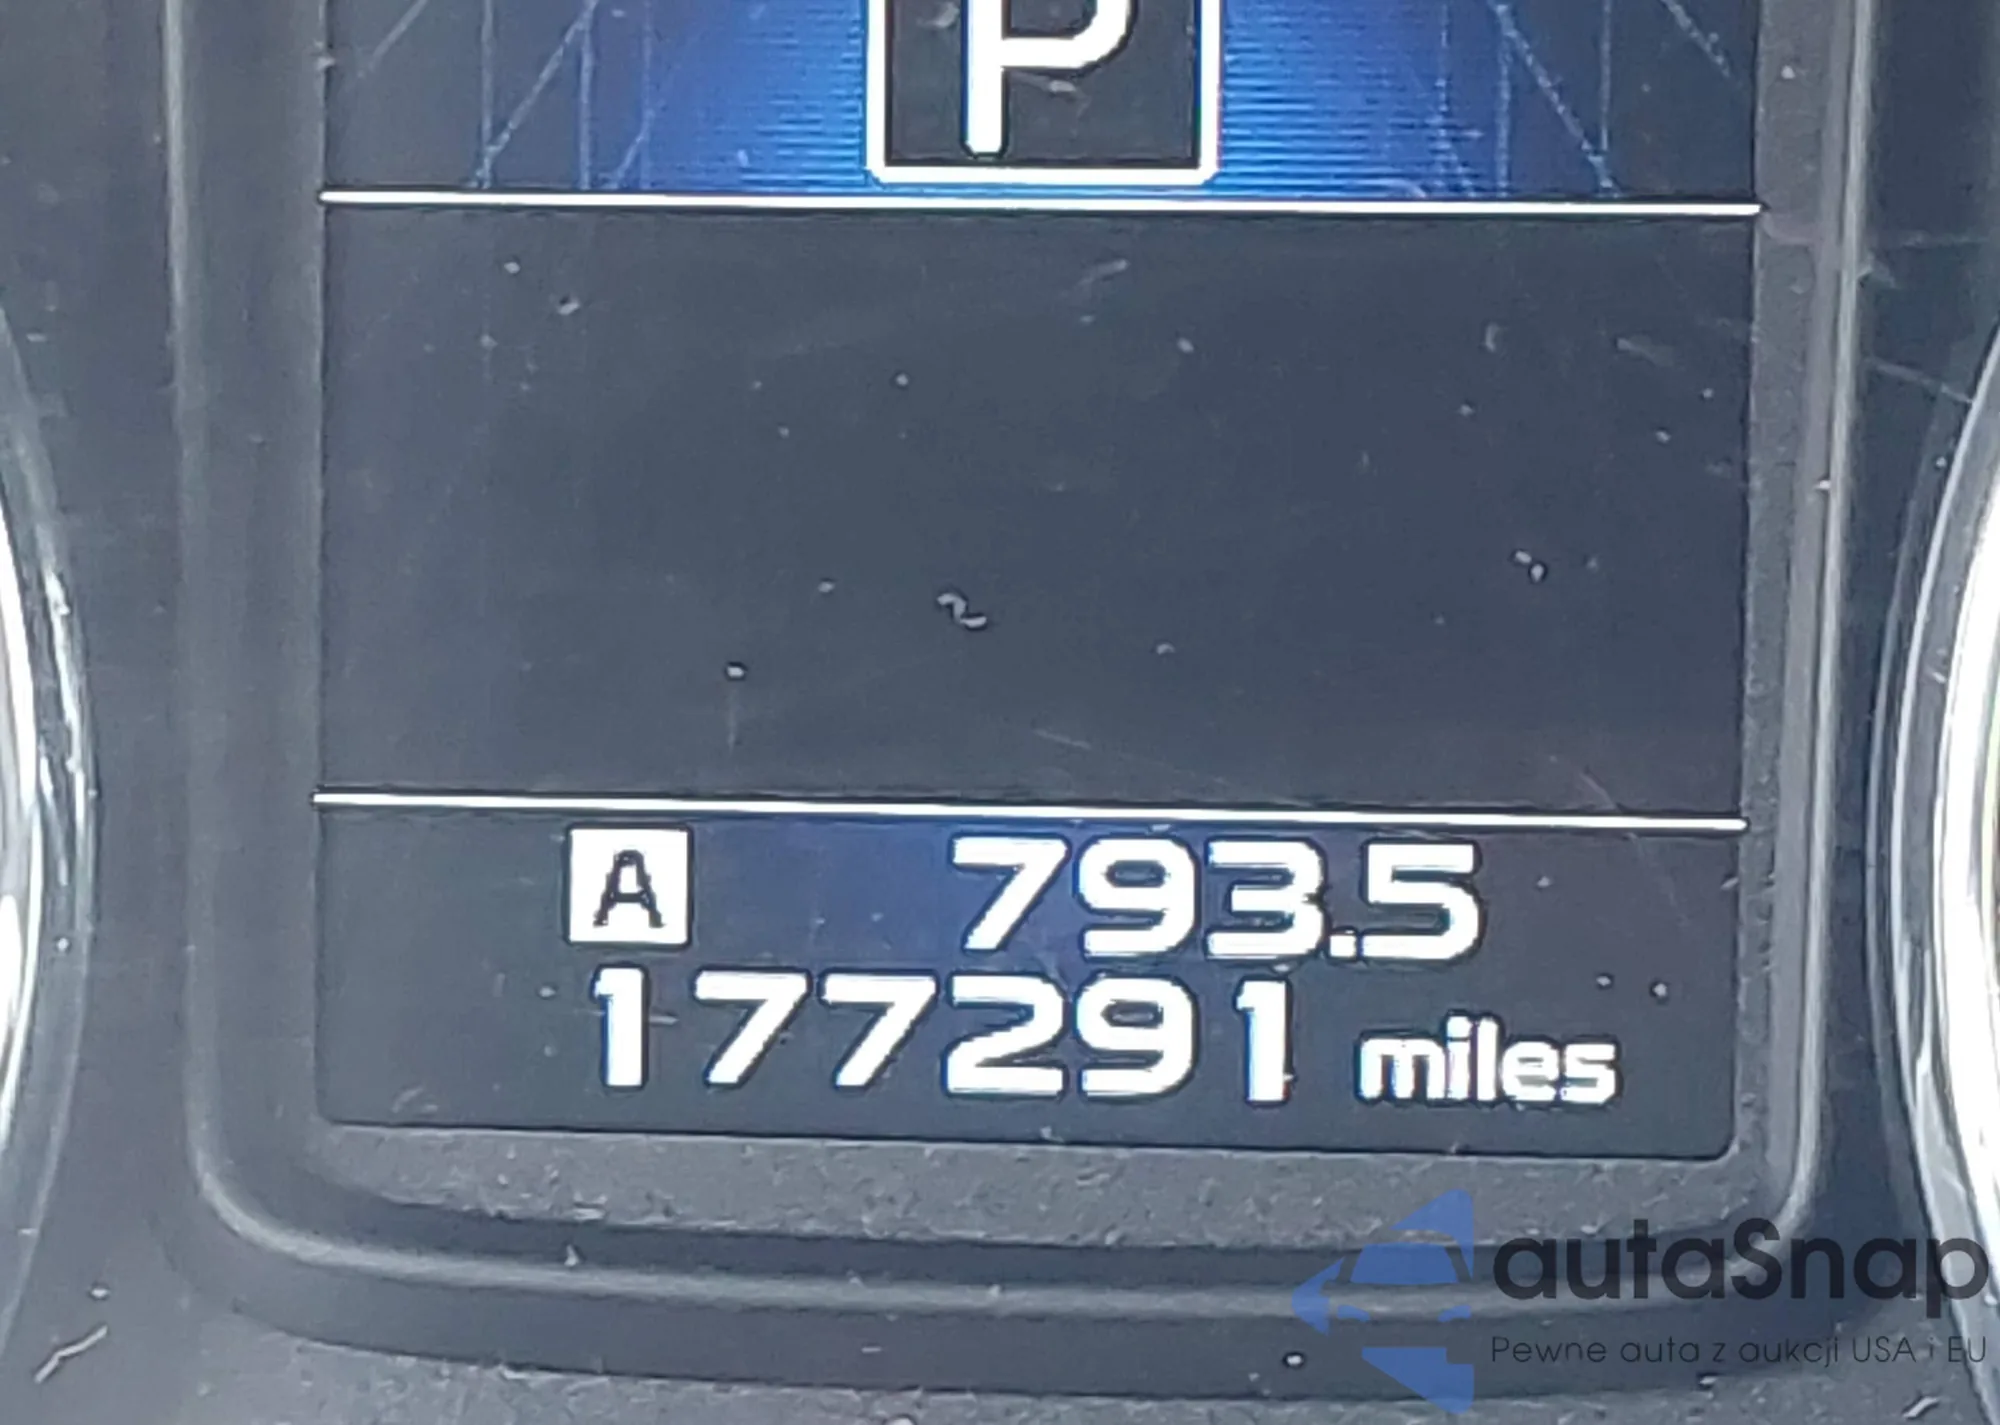 P
A 793.5
177291 miles
autaSnap
Pewne auta z aukcji USA i EU